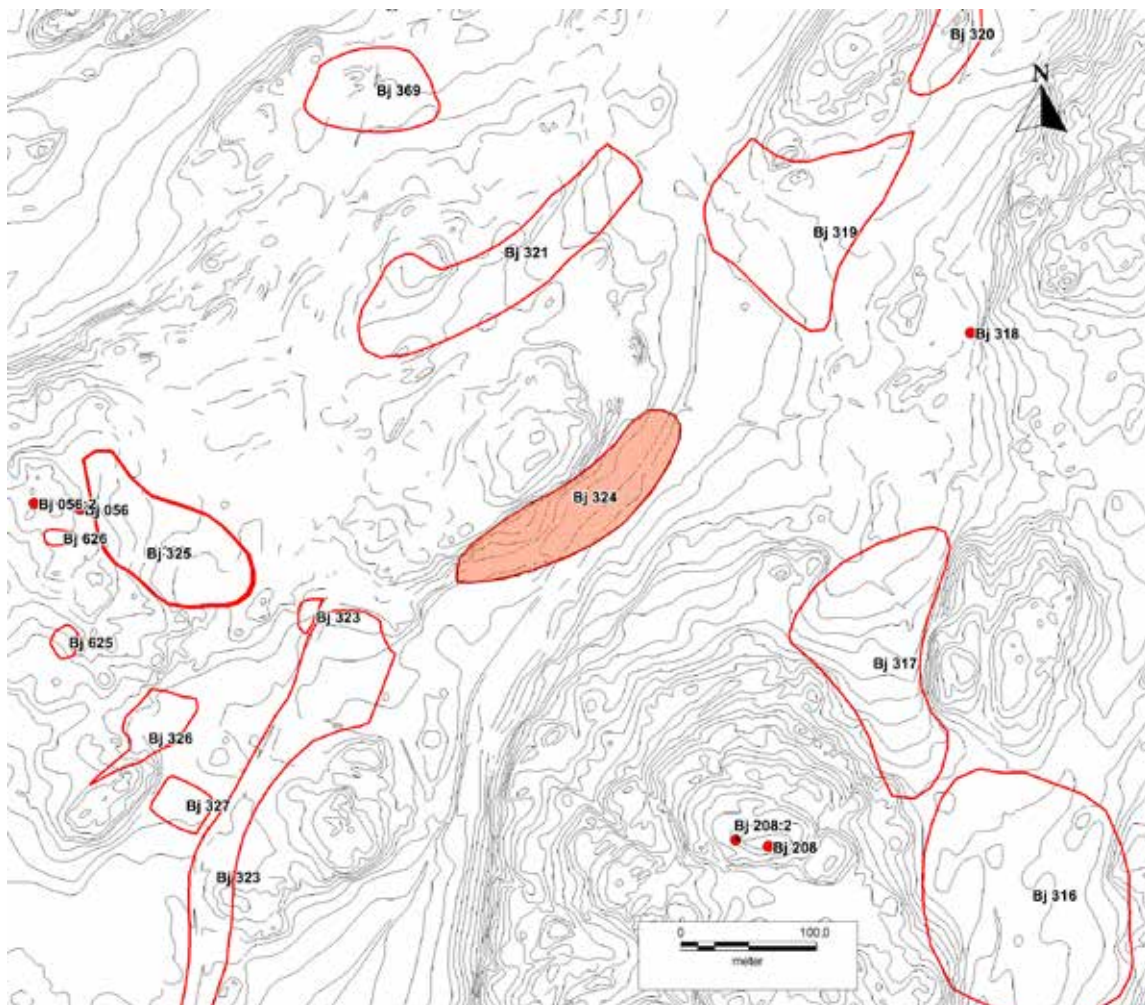 Bj 320
N
Bj 369
Bj 319
Bj 321
Bj 318
Bj 324
Bj 056:2
Bj 056
Bj 626
Bj 325
Bj 323
Bj 625
Bj 317
Bj 326
Bj 327
Bj 208:2
Bj 208
Bj 323
Bj 316
0 100,0
meter